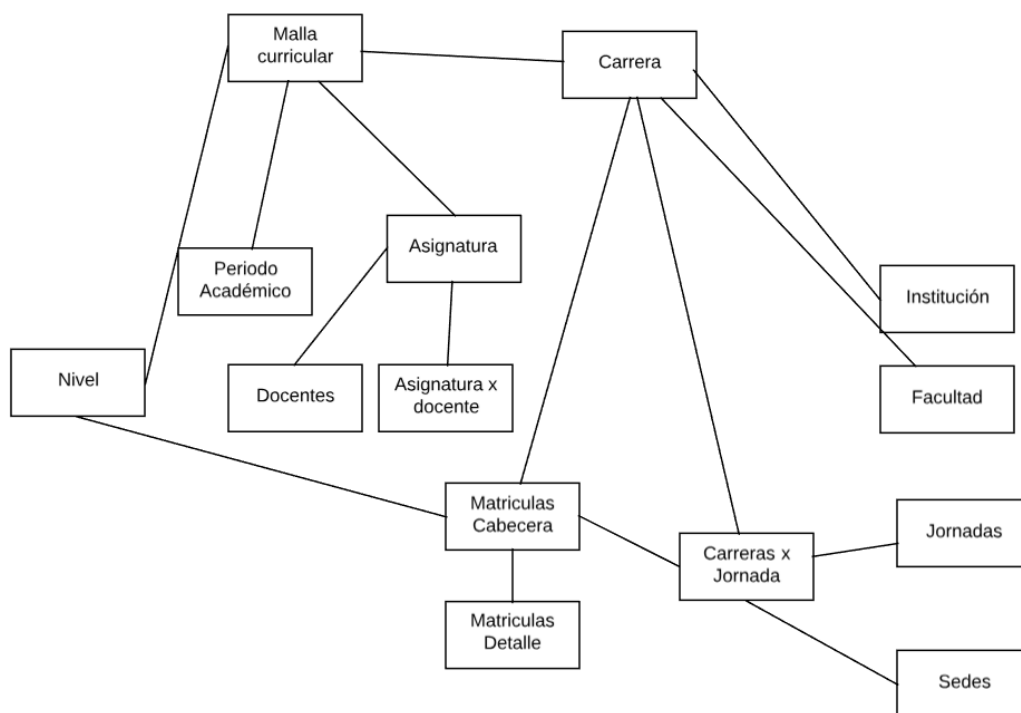 Malla
curricular
Carrera
Asignatura
Periodo
Académico
Institución
Nivel
Docentes
Asignatura x
docente
Facultad
Matriculas
Cabecera
Carreras x
Jornada
Jornadas
Matriculas
Detalle
Sedes